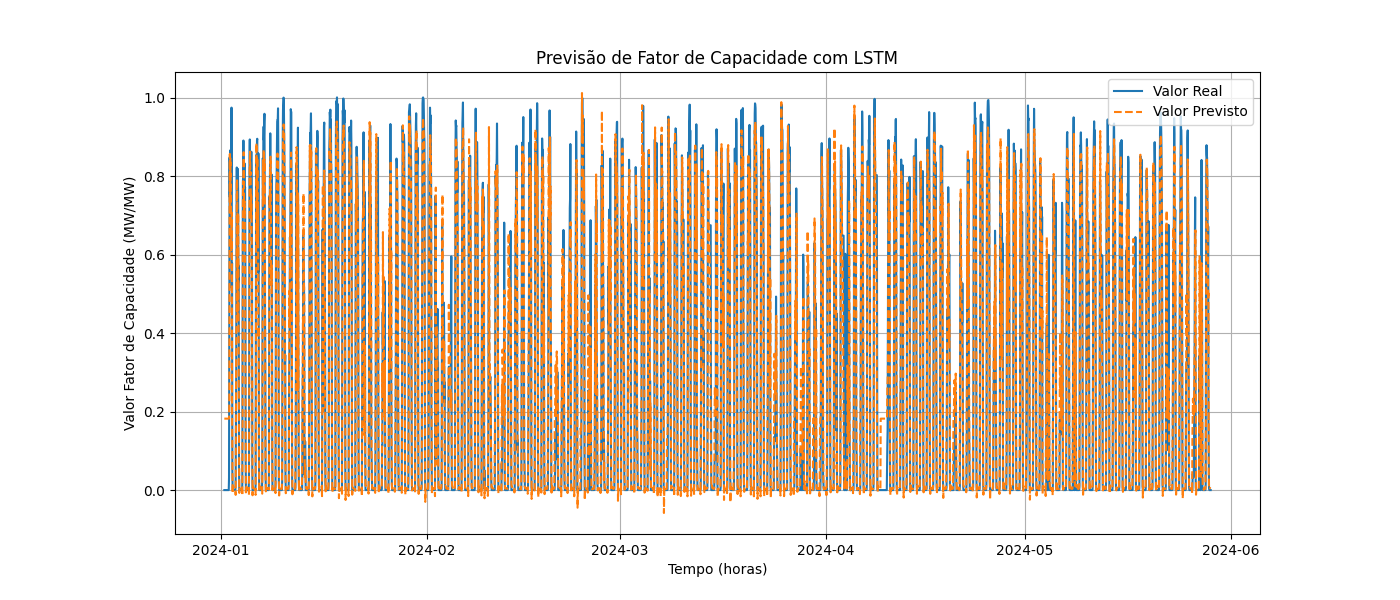 Previsão de Fator de Capacidade com LSTM
Valor Real
Valor Previsto
Valor Fator de Capacidade (MW/MW)
1.0
0.8
0.6
0.4
0.2
0.0
2024-01 2024-02 2024-03 2024-04 2024-05 2024-06
Tempo (horas)